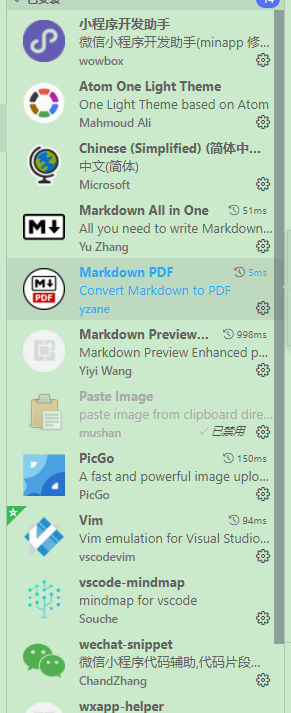 已安装
14
小程序开发助手
微信小程序开发助手(minapp 修...
wowbox
Atom One Light Theme
One Light Theme based on Atom
Mahmoud Ali
Chinese (Simplified) (简体中...
中文(简体)
Microsoft
M
Markdown All in One 51ms
All you need to write Markdown...
Yu Zhang
M
PDF
Markdown PDF 5ms
Convert Markdown to PDF
yzane
Markdown Preview... 998ms
Markdown Preview Enhanced p...
Yiyi Wang
Paste Image
paste image from clipboard dire...
mushan 已禁用
PicGo 150ms
A fast and powerful image uplo...
PicGo
Vim 94ms
Vim emulation for Visual Studio...
vscodevim
vscode-mindmap
mindmap for vscode
Souche
wechat-snippet
微信小程序代码辅助,代码片段...
ChandZhang
wxapp-helper